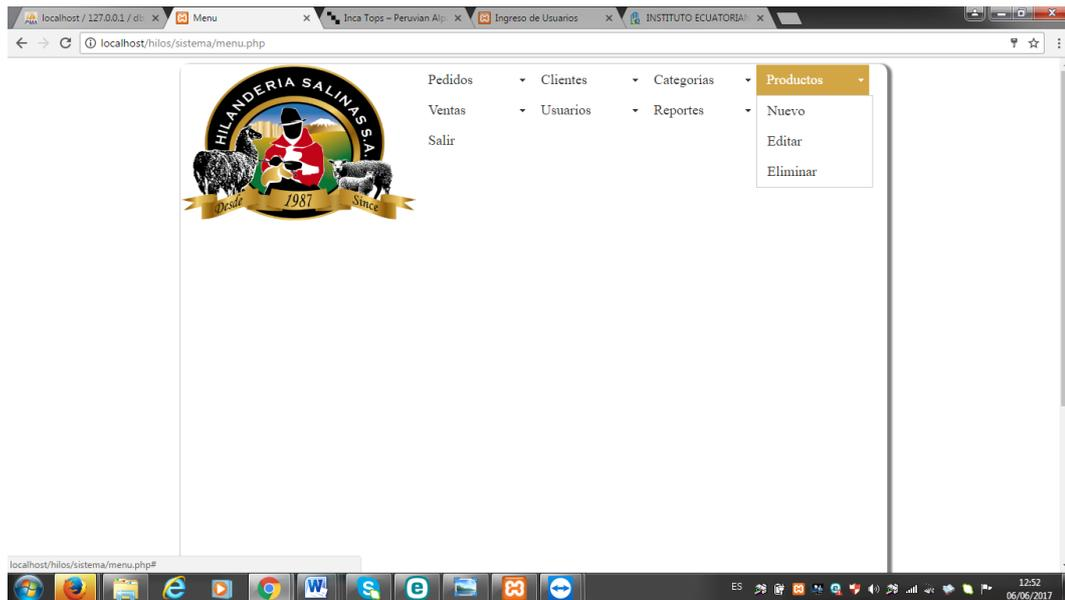 localhost / 127.0.0.1 / db
Menu
Inca Tops – Peruvian Alp
Ingreso de Usuarios
INSTITUTO ECUATORIAN
localhost/hilos/sistema/menu.php
HILANDERIA SALINAS S.A.
Desde 1987 Since
Pedidos Clientes Categorias Productos
Ventas Usuarios Reportes Nuevo
Salir Editar
Eliminar
localhost/hilos/sistema/menu.php#
ES
12:52
06/06/2017